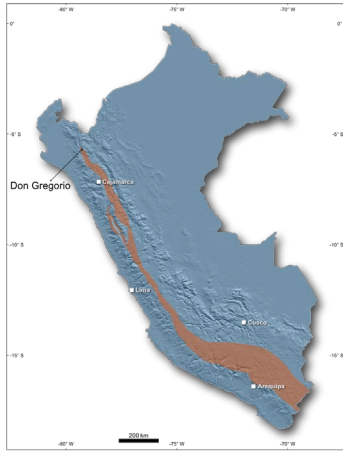 -80° W
-75° W
-70° W
0°
0°
-5° S
-5° S
Don Gregorio
Cajamarca
-10° S
-10° S
Lima
Cusco
-15° S
-15° S
Arequipa
200 km
-80° W
-75° W
-70° W